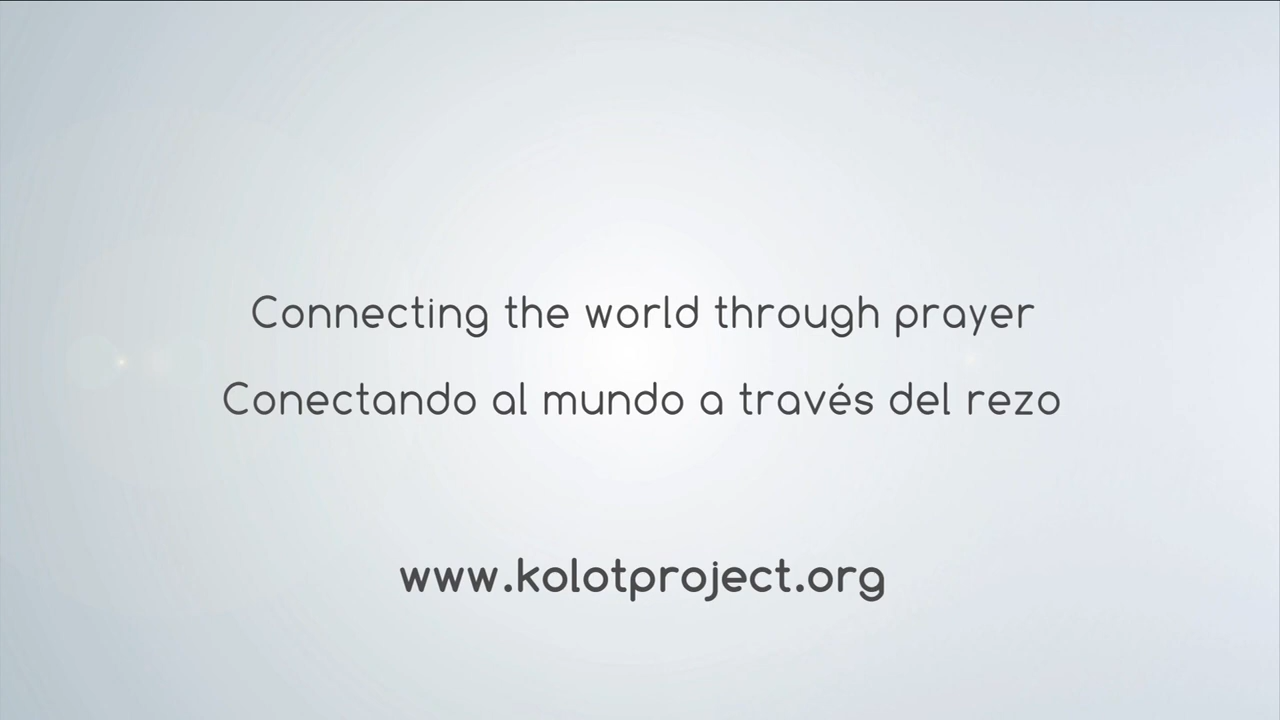 Connecting the world through prayer
Conectando al mundo a través del rezo
www.kolotproject.org